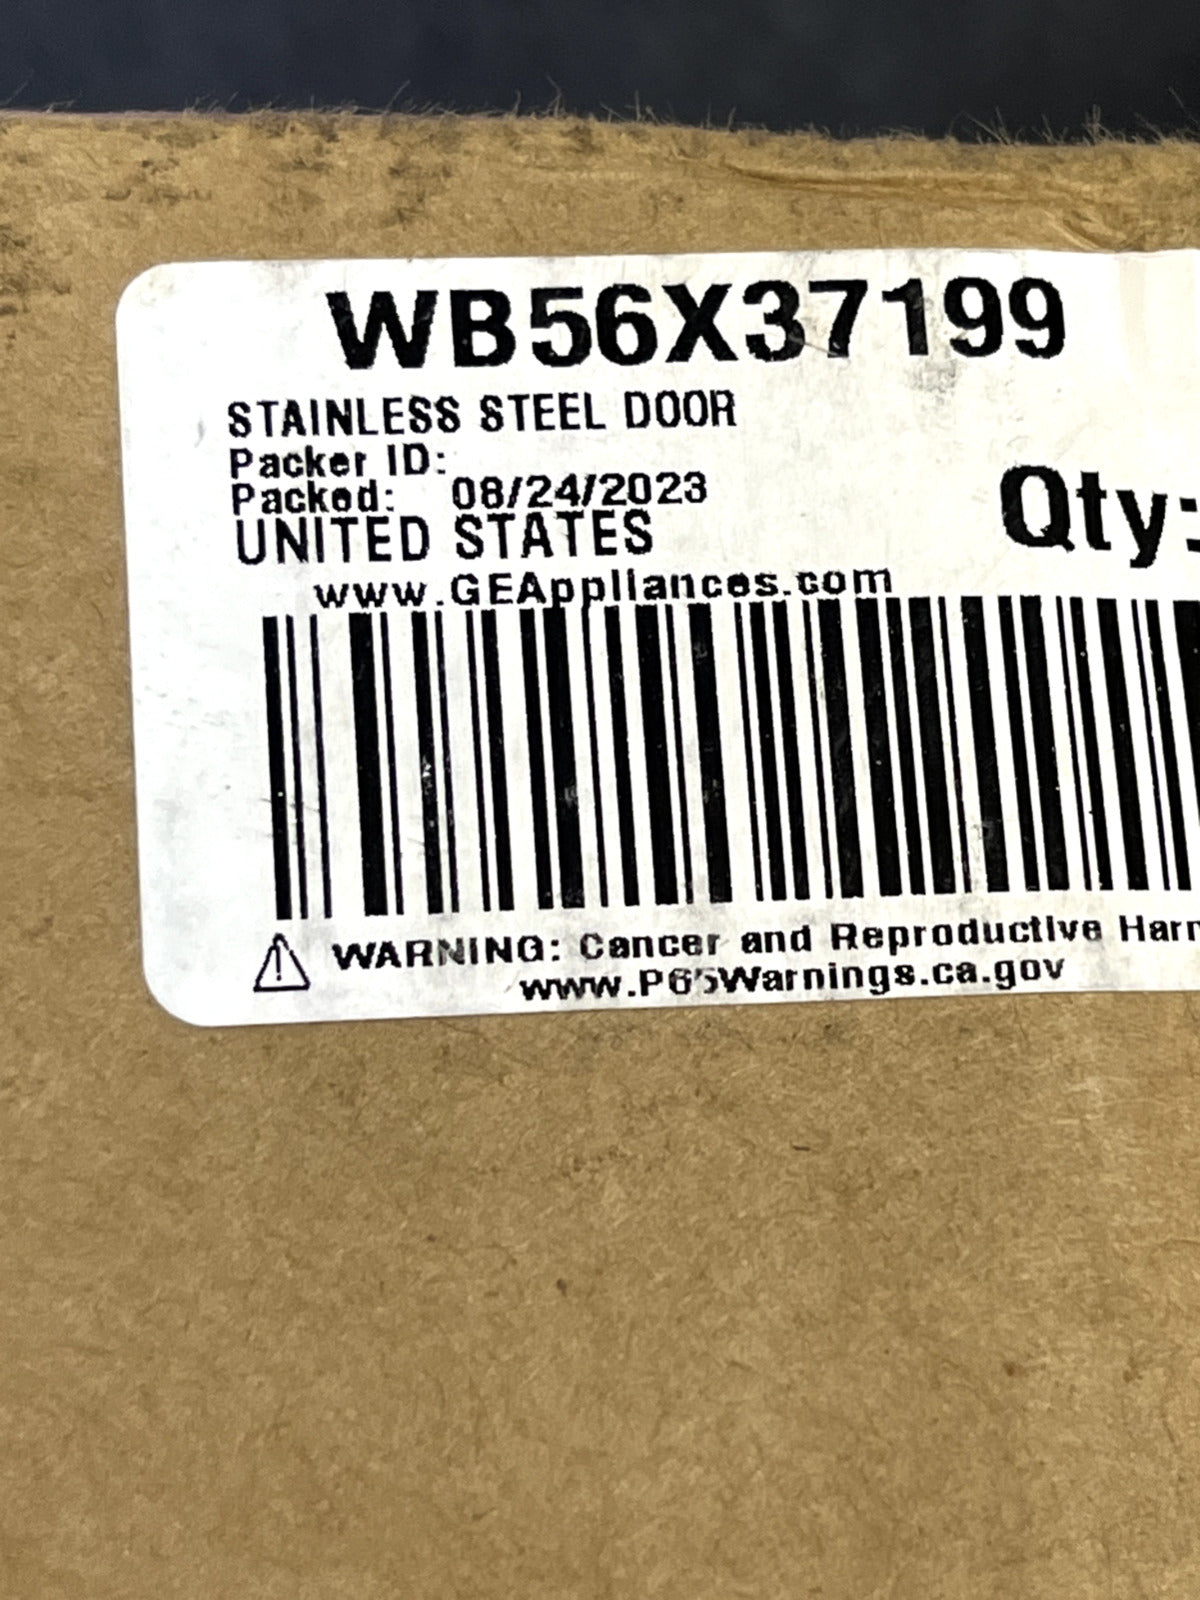 WB56X37199
STAINLESS STEEL DOOR
Packer ID:
Packed: 08/24/2023
Qty:
UNITED STATES
www.GEAppliances.com
WARNING: Cancer and Reproductive Harm
www.P65Warnings.ca.gov